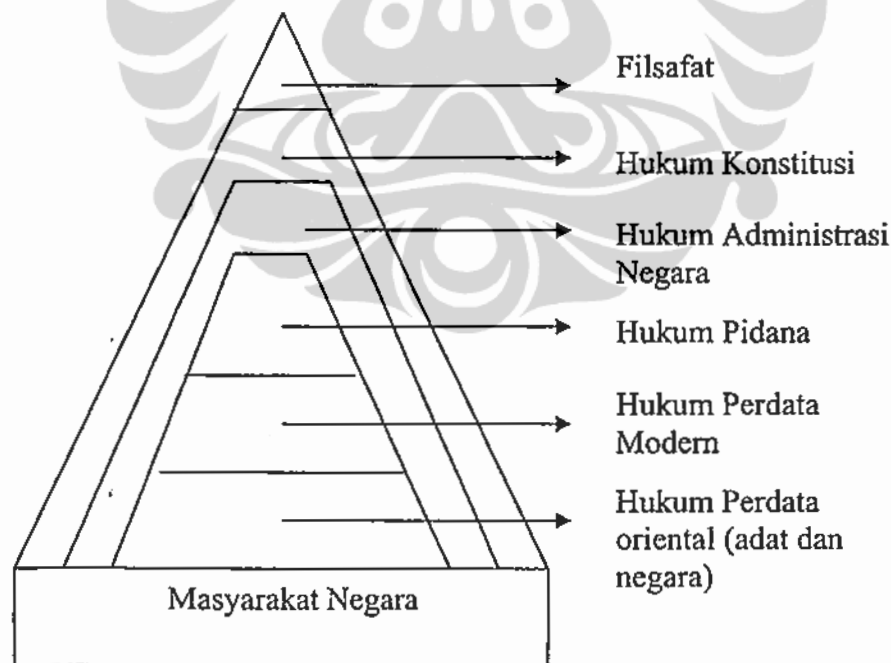 Filsafat
Hukum Konstitusi
Hukum Administrasi
Negara
Hukum Pidana
Hukum Perdata
Modern
Hukum Perdata
oriental (adat dan
negara)
Masyarakat Negara